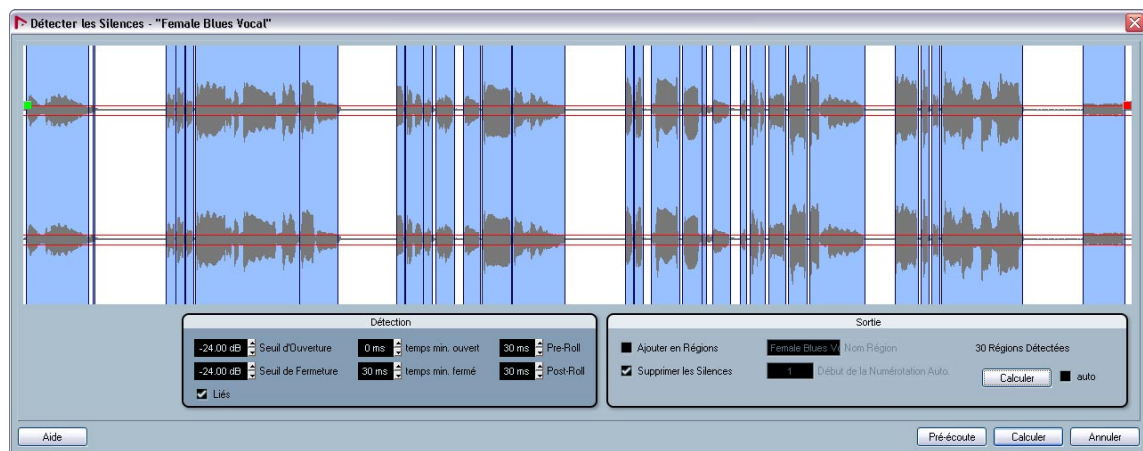 Détecter les Silences - "Female Blues Vocal"
Détection
-24.00 dB Seuil d'Ouverture 0 ms temps min. ouvert 30 ms Pre-Roll
-24.00 dB Seuil de Fermeture 30 ms temps min. fermé 30 ms Post-Roll
Liés
Sortie
Ajouter en Régions Female Blues V Nom Région 30 Régions Détectées
Supprimer les Silences 1 Début de la Numérotation Auto. Calculer auto
Aide Pré-écoute Calculer Annuler